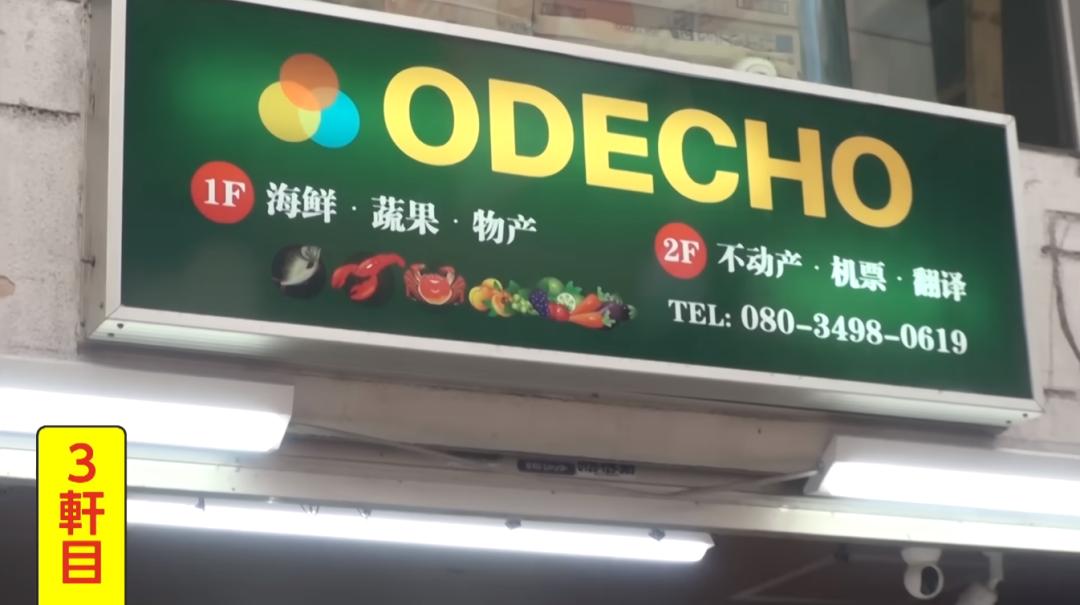 ODECHO
1F 海鲜·蔬果·物产
2F 不动产·机票·翻译
TEL: 080-3498-0619
3軒目